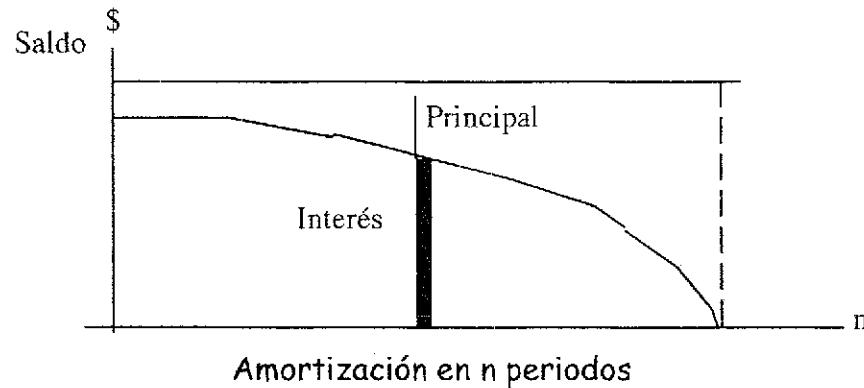 $
Saldo
Principal
Interés
n
Amortización en n periodos